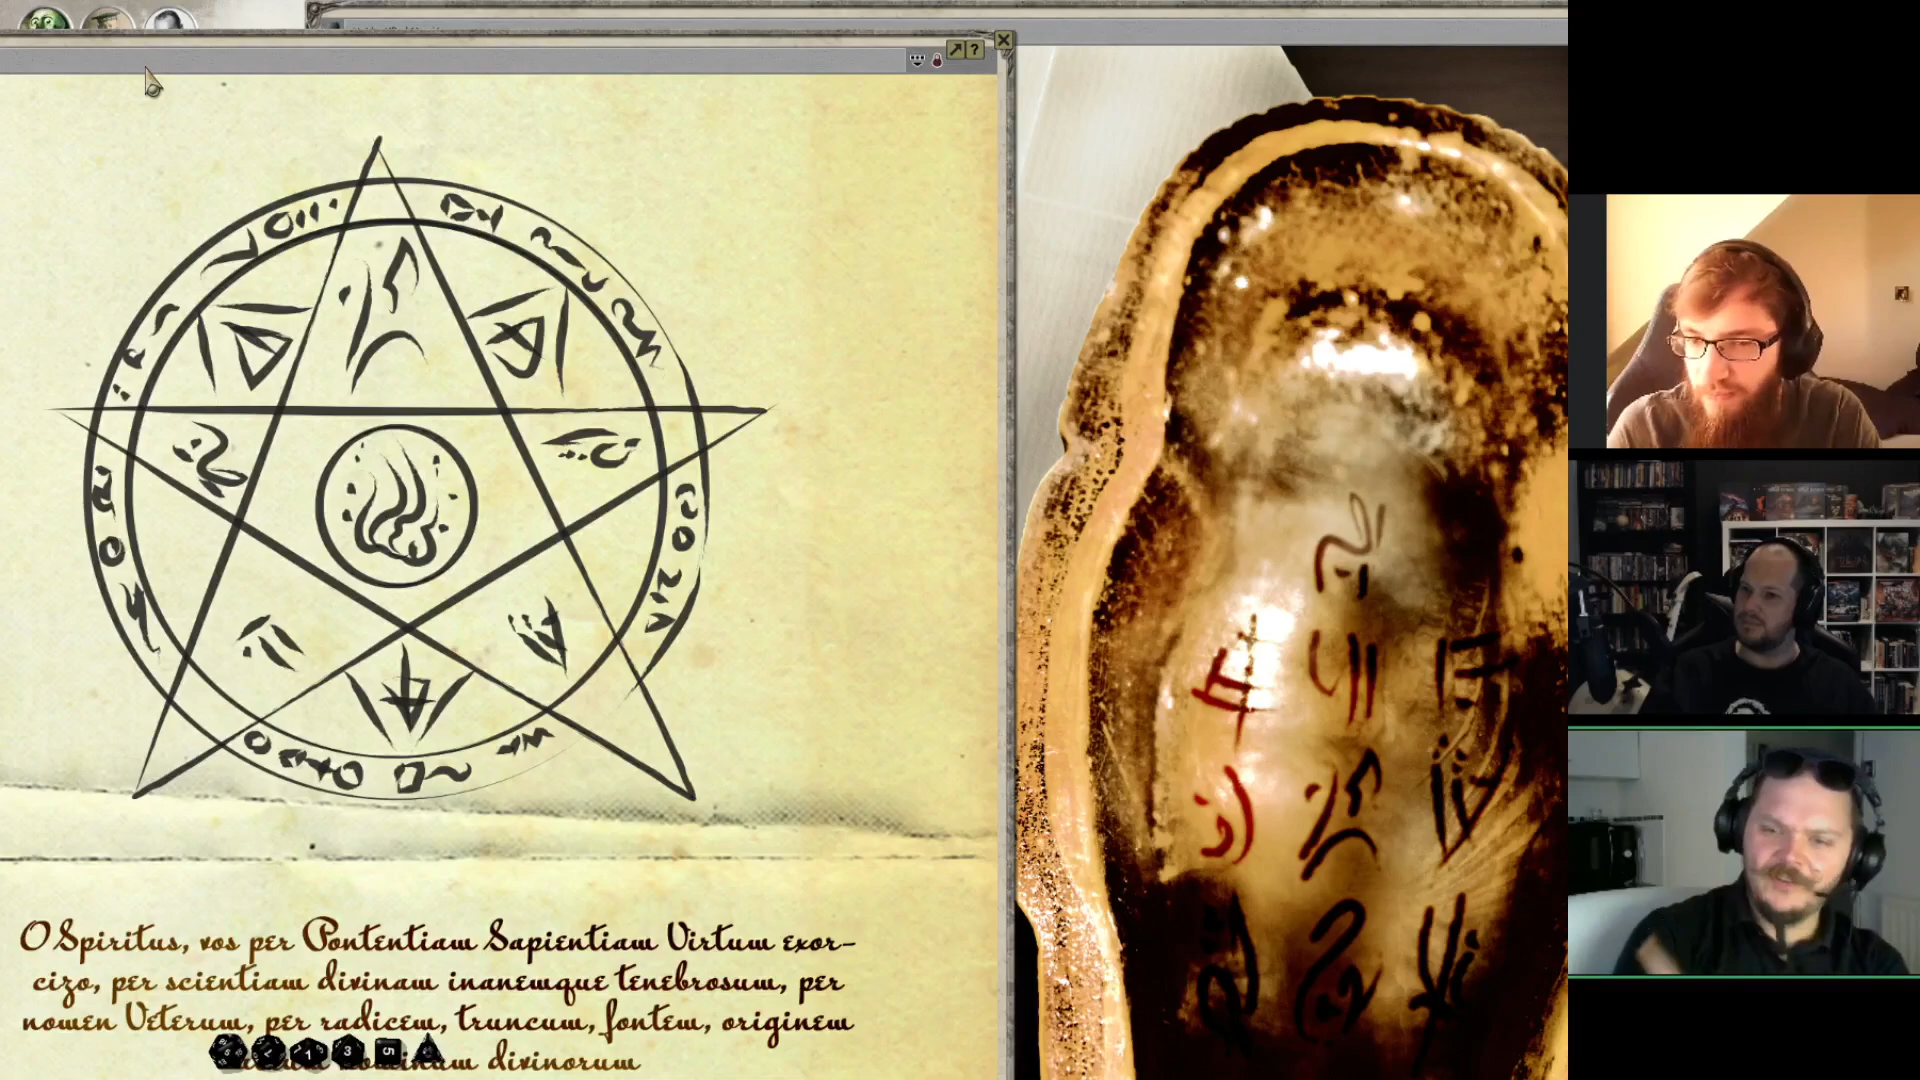 O Spiritus, vos per Pontentiam Sapientiam Virtum exor-
cizo, per scientiam divinam inanemque tenebrosum, per
nomen Veterum, per radicem, truncum, fontem, originem
divinorum